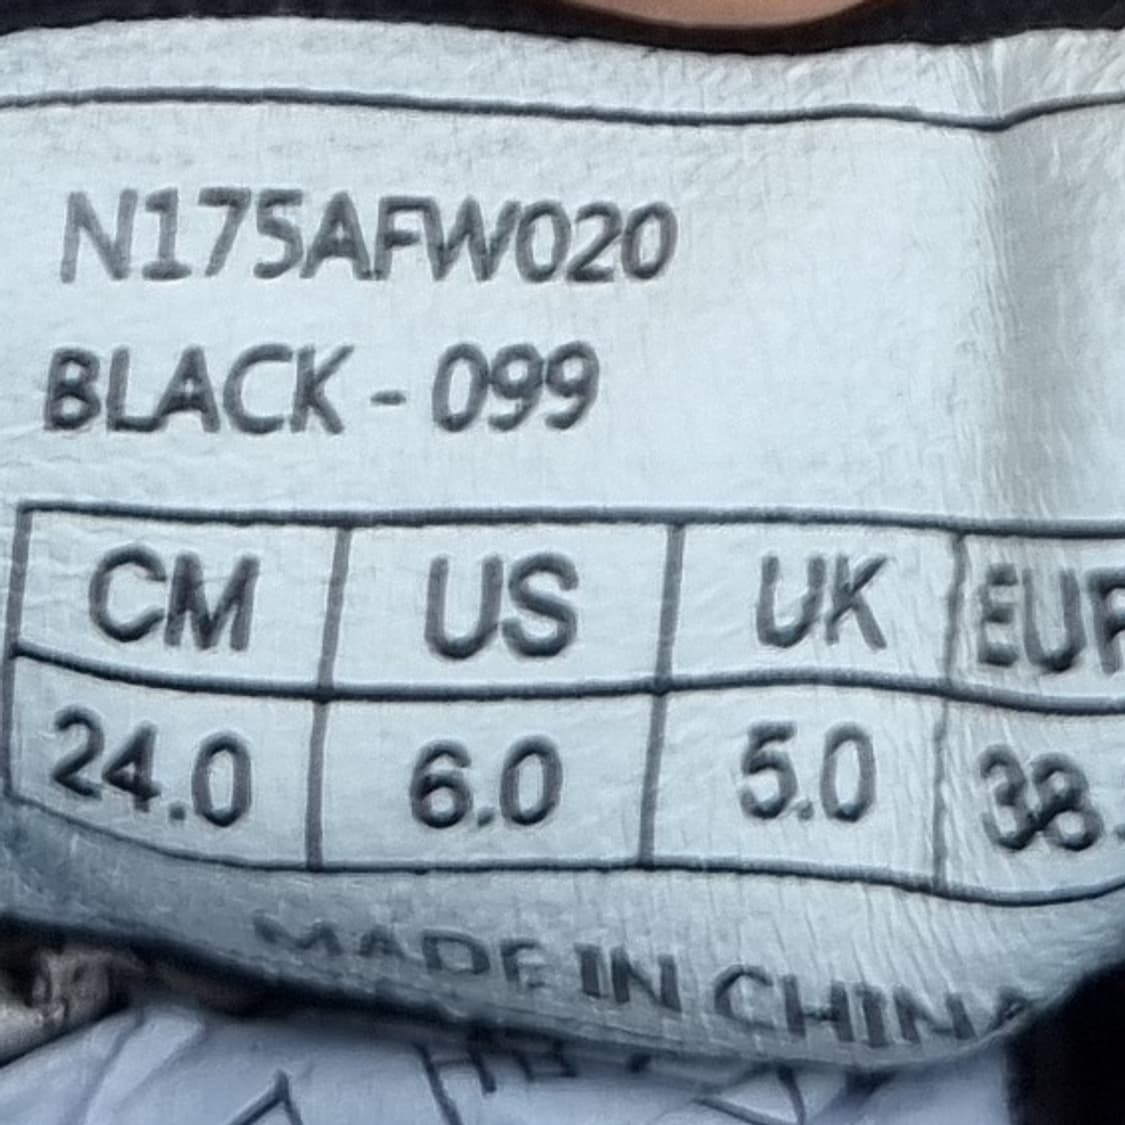 N175AFW020
BLACK - 099
CM US UK EUR
24.0 6.0 5.0 38.
MADE IN CHINA